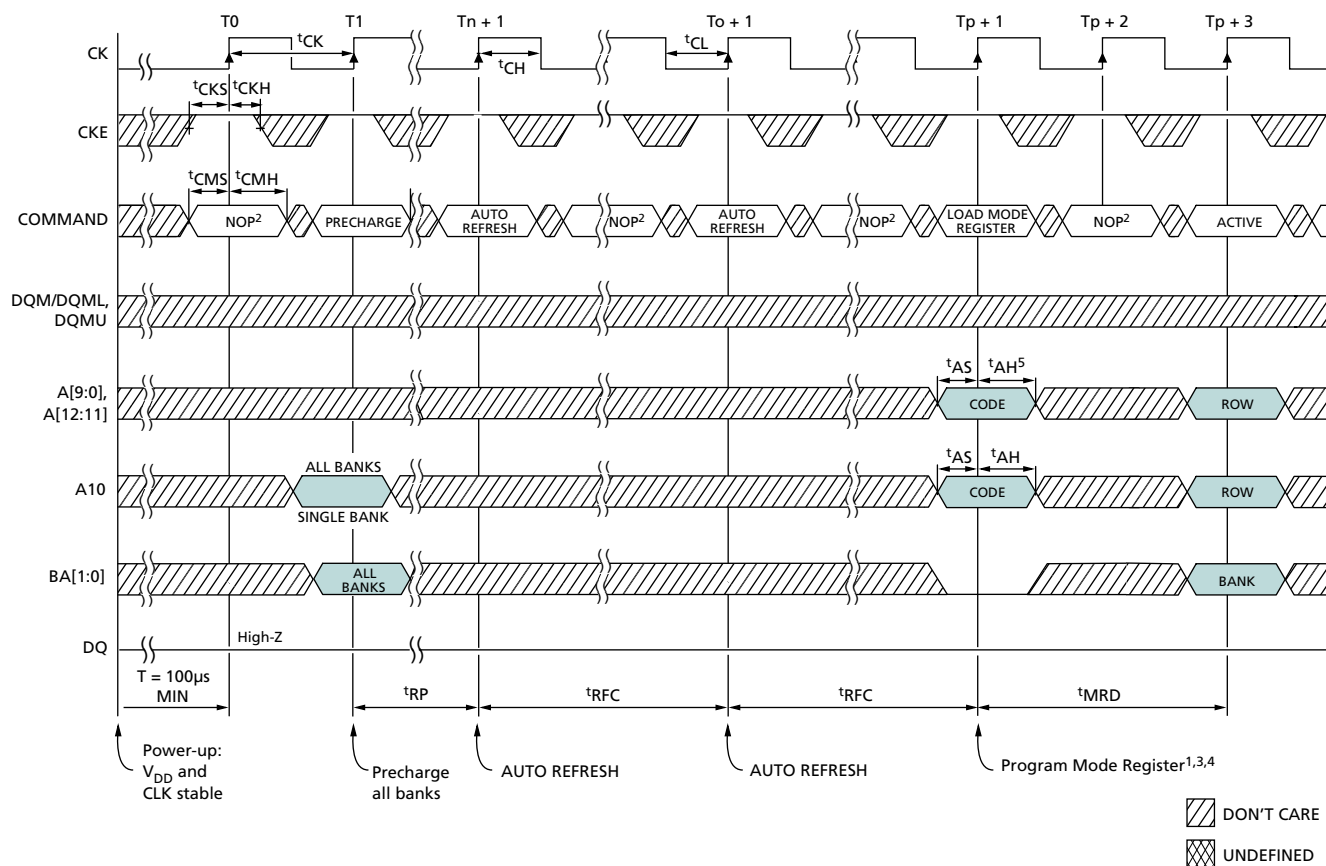 T0 T1 Tn + 1 To + 1 Tp + 1 Tp + 2 Tp + 3
CK
tCK
tCH
tCL
tCKS tCKH
CKE
tCMS tCMH
COMMAND
NOP2
PRECHARGE
AUTO
REFRESH
NOP2
AUTO
REFRESH
NOP2
LOAD MODE
REGISTER
NOP2
ACTIVE
DQM/DQML,
DQMU
A[9:0],
A[12:11]
tAS tAH5
CODE
ROW
A10
ALL BANKS
SINGLE BANK
tAS tAH
CODE
ROW
BA[1:0]
ALL
BANKS
BANK
DQ
High-Z
T = 100µs
MIN
tRP
tRFC
tRFC
tMRD
Power-up:
VDD and
CLK stable
Precharge
all banks
AUTO REFRESH
AUTO REFRESH
Program Mode Register1,3,4
DON'T CARE
UNDEFINED